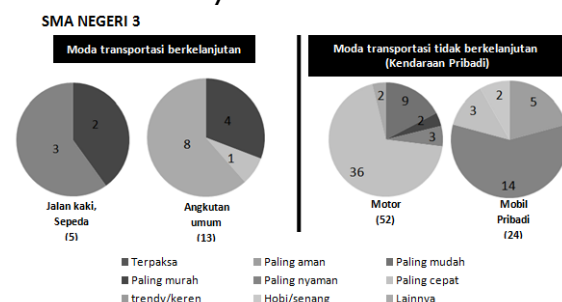 SMA NEGERI 3
Moda transportasi berkelanjutan
Moda transportasi tidak berkelanjutan
(Kendaraan Pribadi)
2
3
Jalan kaki,
Sepeda
(5)
4
1
8
Angkutan
umum
(13)
9
2
3
36
2
Motor
(52)
5
14
3
2
Mobil
Pribadi
(24)
Terpaksa
Paling aman
Paling mudah
Paling murah
Paling nyaman
Paling cepat
trendy/keren
Hobi/senang
Lainnya